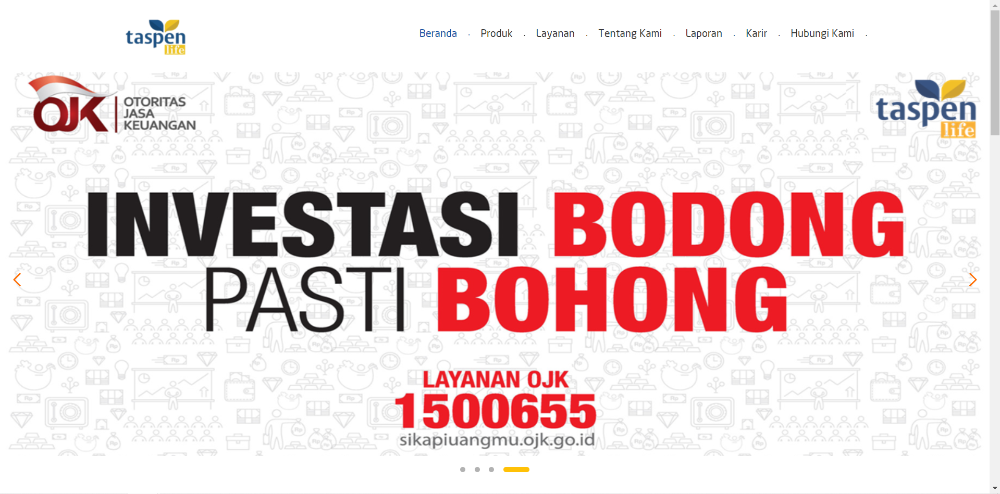 taspen
life
Beranda . Produk . Layanan . Tentang Kami . Laporan . Karir . Hubungi Kami .
OJK
OTORITAS
JASA
KEUANGAN
taspen
life
INVESTASI BODONG
PASTI BOHONG
LAYANAN OJK
1500655
sikapiuangmu.ojk.go.id